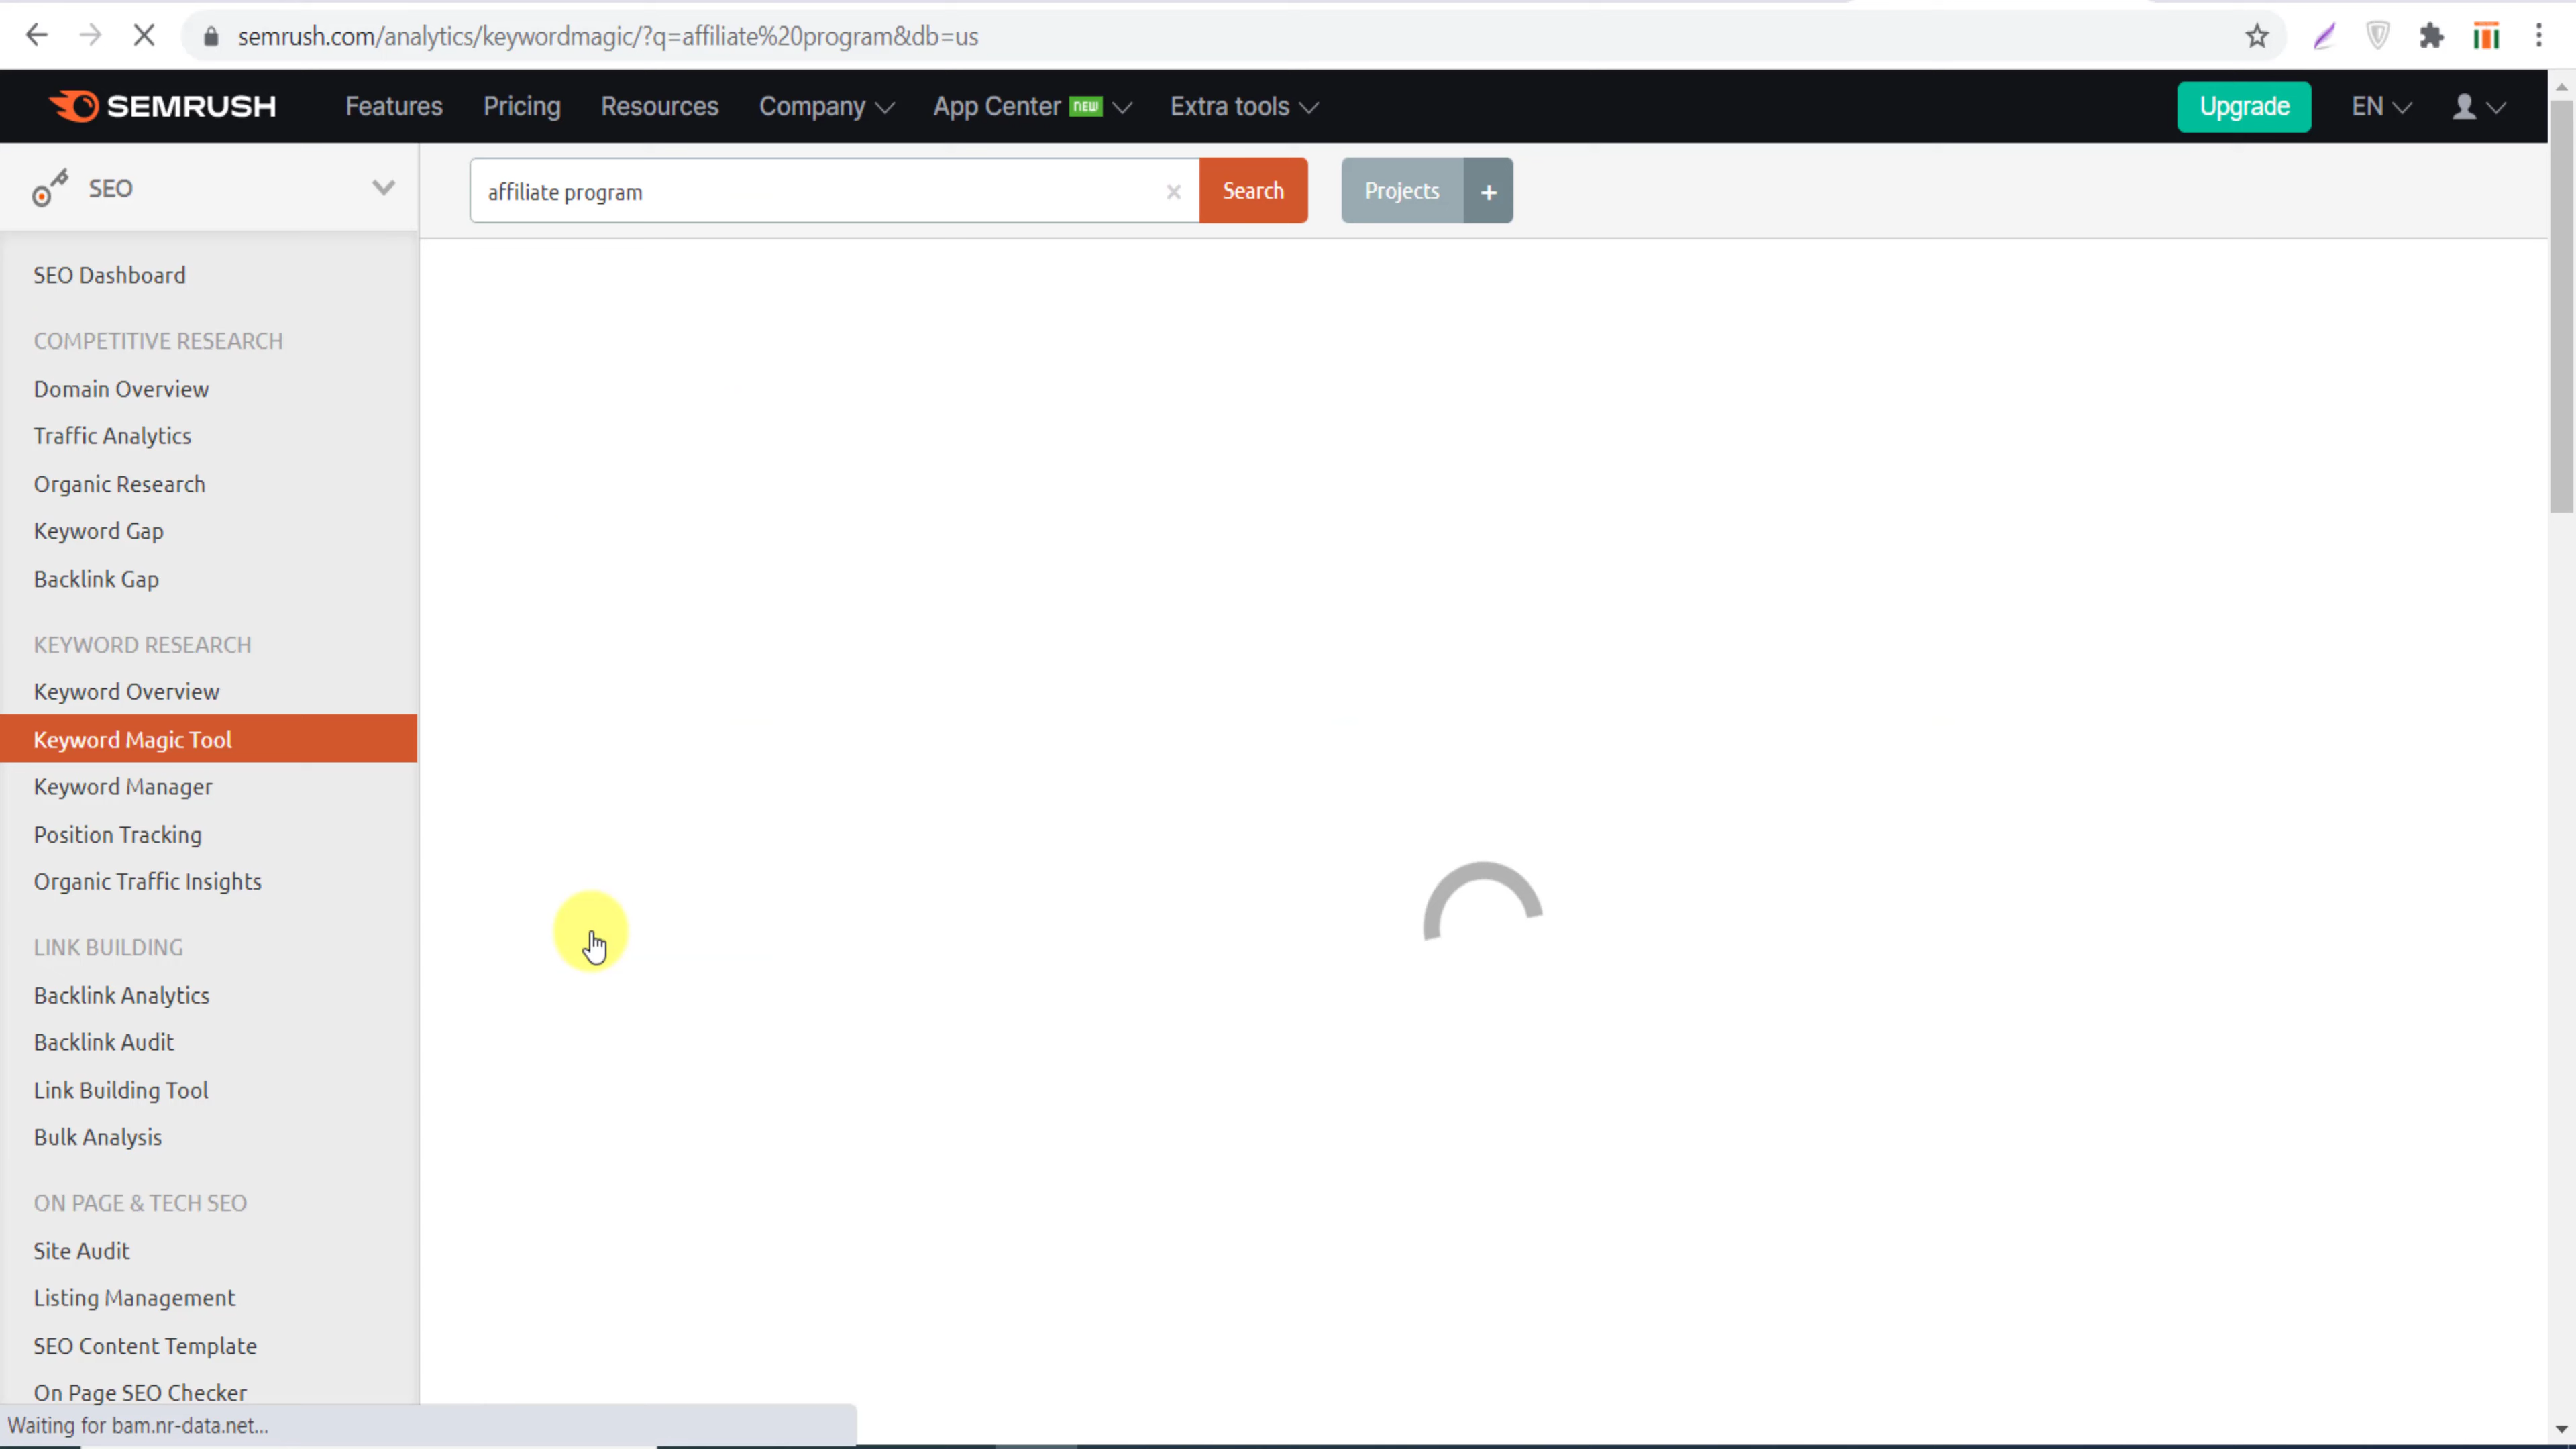 semrush.com/analytics/keywordmagic/?q=affiliate%20program&db=us
SEMRUSH Features Pricing Resources Company App Center NEW Extra tools Upgrade EN
SEO
affiliate program × Search Projects +
SEO Dashboard
COMPETITIVE RESEARCH
Domain Overview
Traffic Analytics
Organic Research
Keyword Gap
Backlink Gap
KEYWORD RESEARCH
Keyword Overview
Keyword Magic Tool
Keyword Manager
Position Tracking
Organic Traffic Insights
LINK BUILDING
Backlink Analytics
Backlink Audit
Link Building Tool
Bulk Analysis
ON PAGE & TECH SEO
Site Audit
Listing Management
SEO Content Template
On Page SEO Checker
Waiting for bam.nr-data.net...